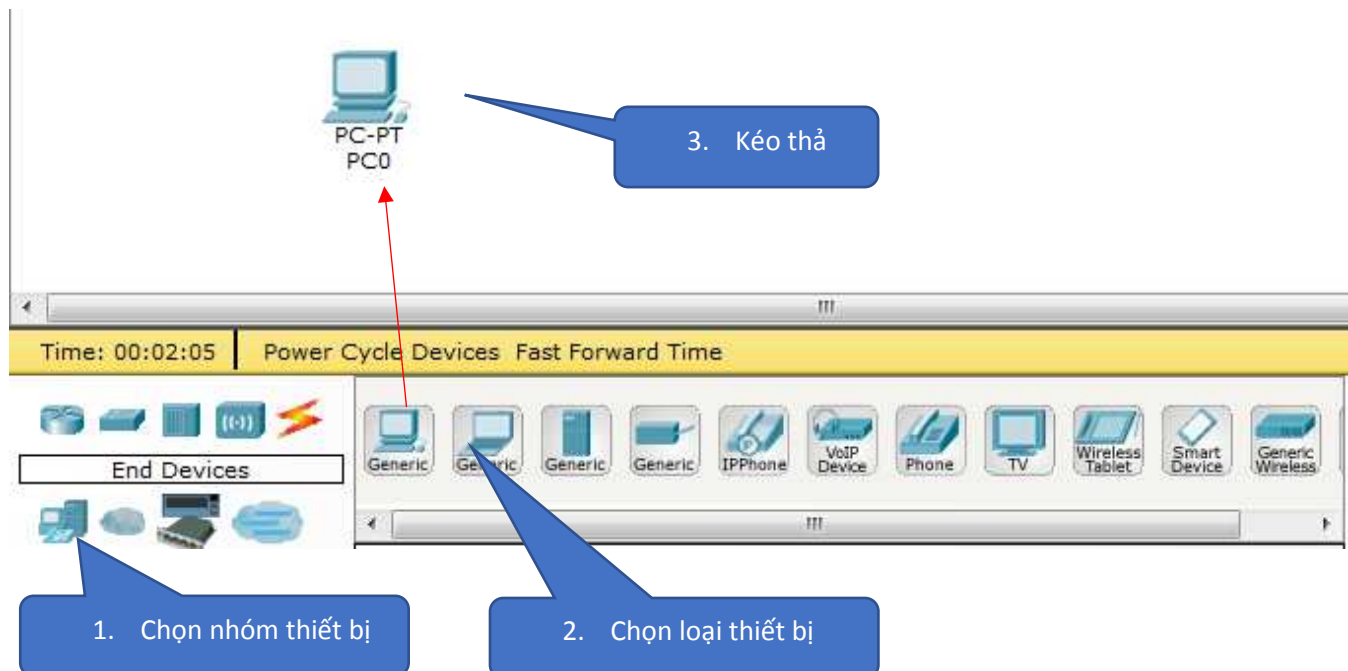 PC-PT
PC0
3. Kéo thả
Time: 00:02:05 Power Cycle Devices Fast Forward Time
End Devices
Generic
Generic
Generic
Generic
IPPhone
VoIP
Device
Phone
TV
Wireless
Tablet
Smart
Device
Generic
Wireless
1. Chọn nhóm thiết bị
2. Chọn loại thiết bị